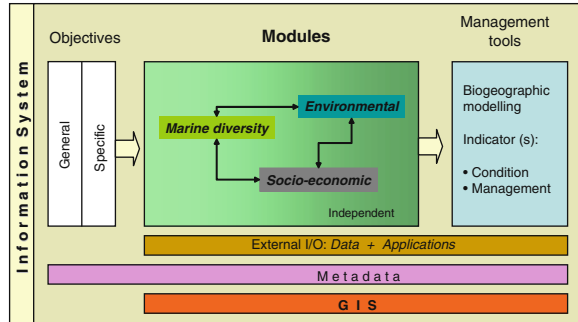 Information System
Objectives
Modules
Management
tools
General
Specific
Environmental
Marine diversity
Socio-economic
Independent
Biogeographic
modelling
Indicator (s):
• Condition
• Management
External I/O: Data + Applications
Metadata
GIS